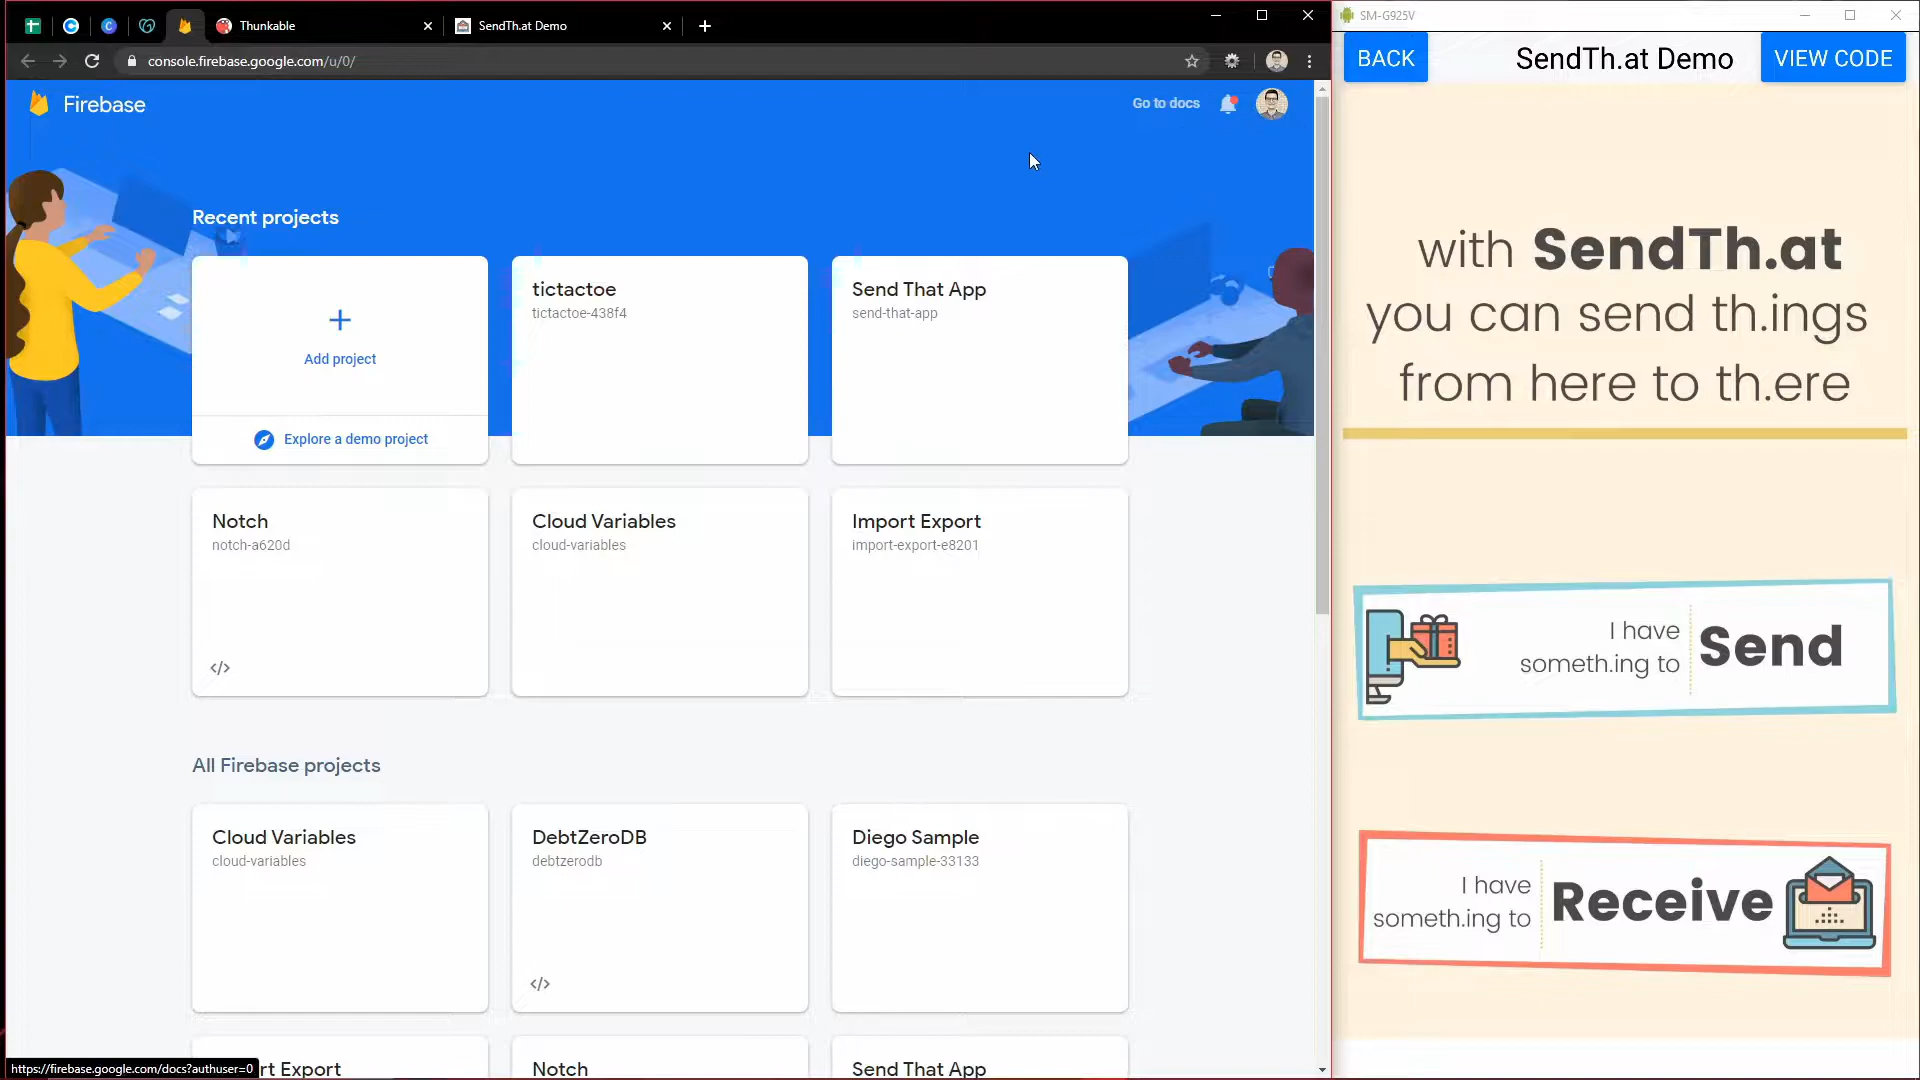 Thunkable
SendTh.at Demo
console.firebase.google.com/u/0/
Firebase
Go to docs
Recent projects
Add project
Explore a demo project
tictactoe
tictactoe-438f4
Send That App
send-that-app
Notch
notch-a620d
</>
Cloud Variables
cloud-variables
Import Export
import-export-e8201
All Firebase projects
Cloud Variables
cloud-variables
DebtZeroDB
debtzerodb
</>
Diego Sample
diego-sample-33133
rt Export
Notch
Send That App
https://firebase.google.com/docs?authuser=0
SM-G925V
BACK
SendTh.at Demo
VIEW CODE
with SendTh.at
you can send th.ings
from here to th.ere
I have
someth.ing to
Send
I have
someth.ing to
Receive